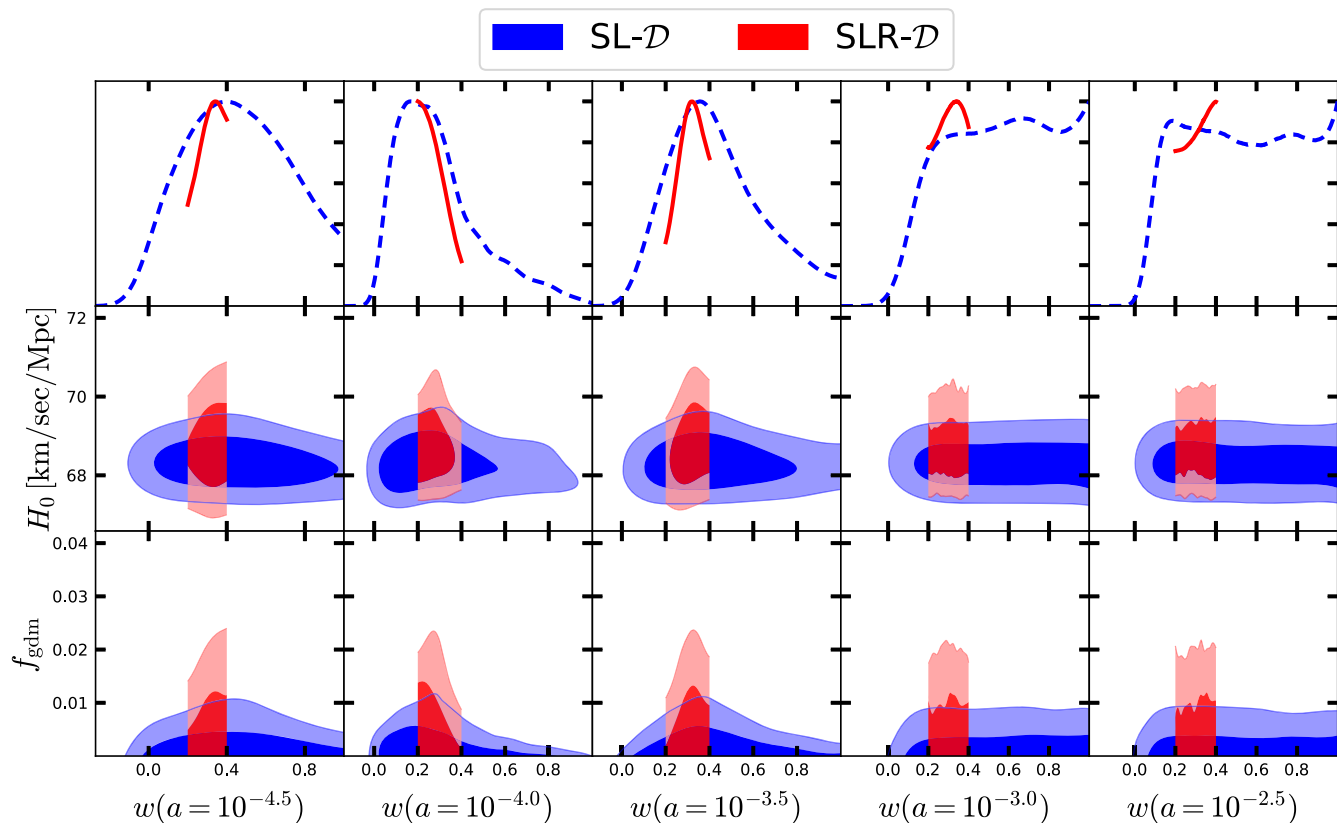 SL-𝒟 SLR-𝒟
72
70
68
H₀ [km/sec/Mpc]
0.04
0.03
0.02
0.01
f_gdm
0.0 0.4 0.8 0.0 0.2 0.4 0.6 0.8 0.0 0.2 0.4 0.6 0.8 0.0 0.2 0.4 0.6 0.8 0.0 0.2 0.4 0.6 0.8
w(a = 10^−4.5) w(a = 10^−4.0) w(a = 10^−3.5) w(a = 10^−3.0) w(a = 10^−2.5)